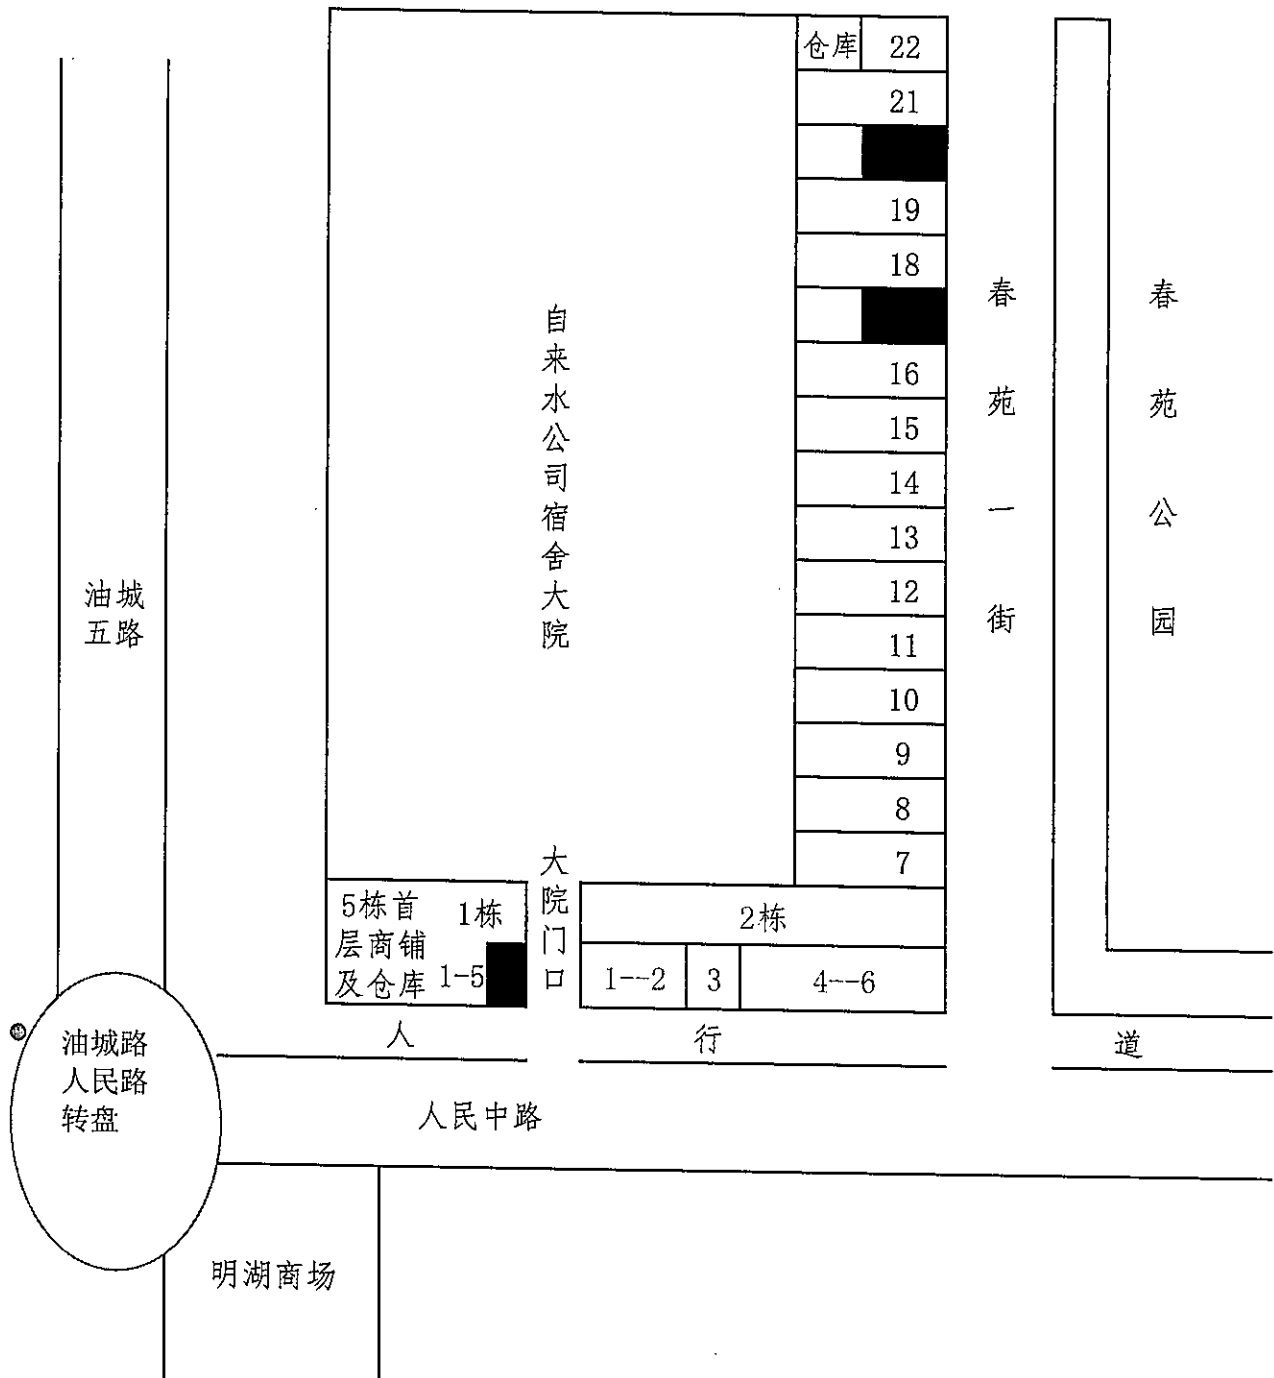 仓库 22
21
19
18
16
15
14
13
12
11
10
9
8
7
自来水公司宿舍大院
春苑一街
春苑公园
油城
五路
大院门口
5栋首
层商铺
及仓库
1栋
1-5
2栋
1--2 3 4--6
人行道
油城路
人民路
转盘
人民中路
明湖商场